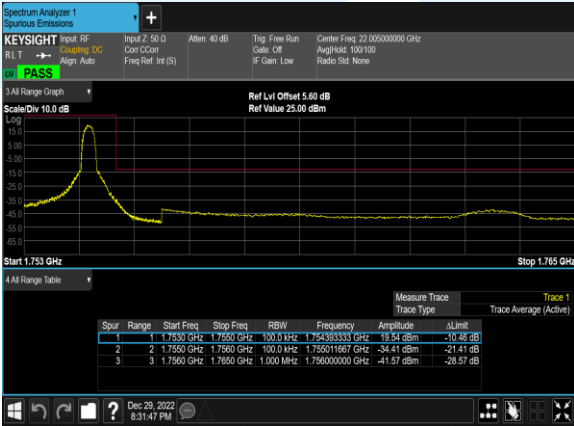 Spectrum Analyzer 1
Spurious Emissions
+
KEYSIGHT Input: RF Input Z: 50 Ω Atten: 40 dB Trig: Free Run Center Freq: 22.005000000 GHz
RLT Coupling: DC Corr CCorr Gate: Off Avg|Hold: 100/100
Align: Auto Freq Ref: Int (S) IF Gain: Low Radio Std: None
LW PASS
3 All Range Graph
Ref Lvl Offset 5.60 dB
Scale/Div 10.0 dB Ref Value 25.00 dBm
Log
15.0
5.00
-5.00
-15.0
-25.0
-35.0
-45.0
-55.0
-65.0
Start 1.753 GHz Stop 1.765 GHz
4 All Range Table
Measure Trace Trace 1
Trace Type Trace Average (Active)
Spur Range Start Freq Stop Freq RBW Frequency Amplitude ΔLimit
1 1 1.7530 GHz 1.7550 GHz 100.0 kHz 1.754393333 GHz 19.54 dBm -10.46 dB
2 2 1.7550 GHz 1.7560 GHz 100.0 kHz 1.755011667 GHz -34.41 dBm -21.41 dB
3 3 1.7560 GHz 1.7650 GHz 1.000 MHz 1.756000000 GHz -41.57 dBm -28.57 dB
? Dec 29, 2022
8:31:47 PM